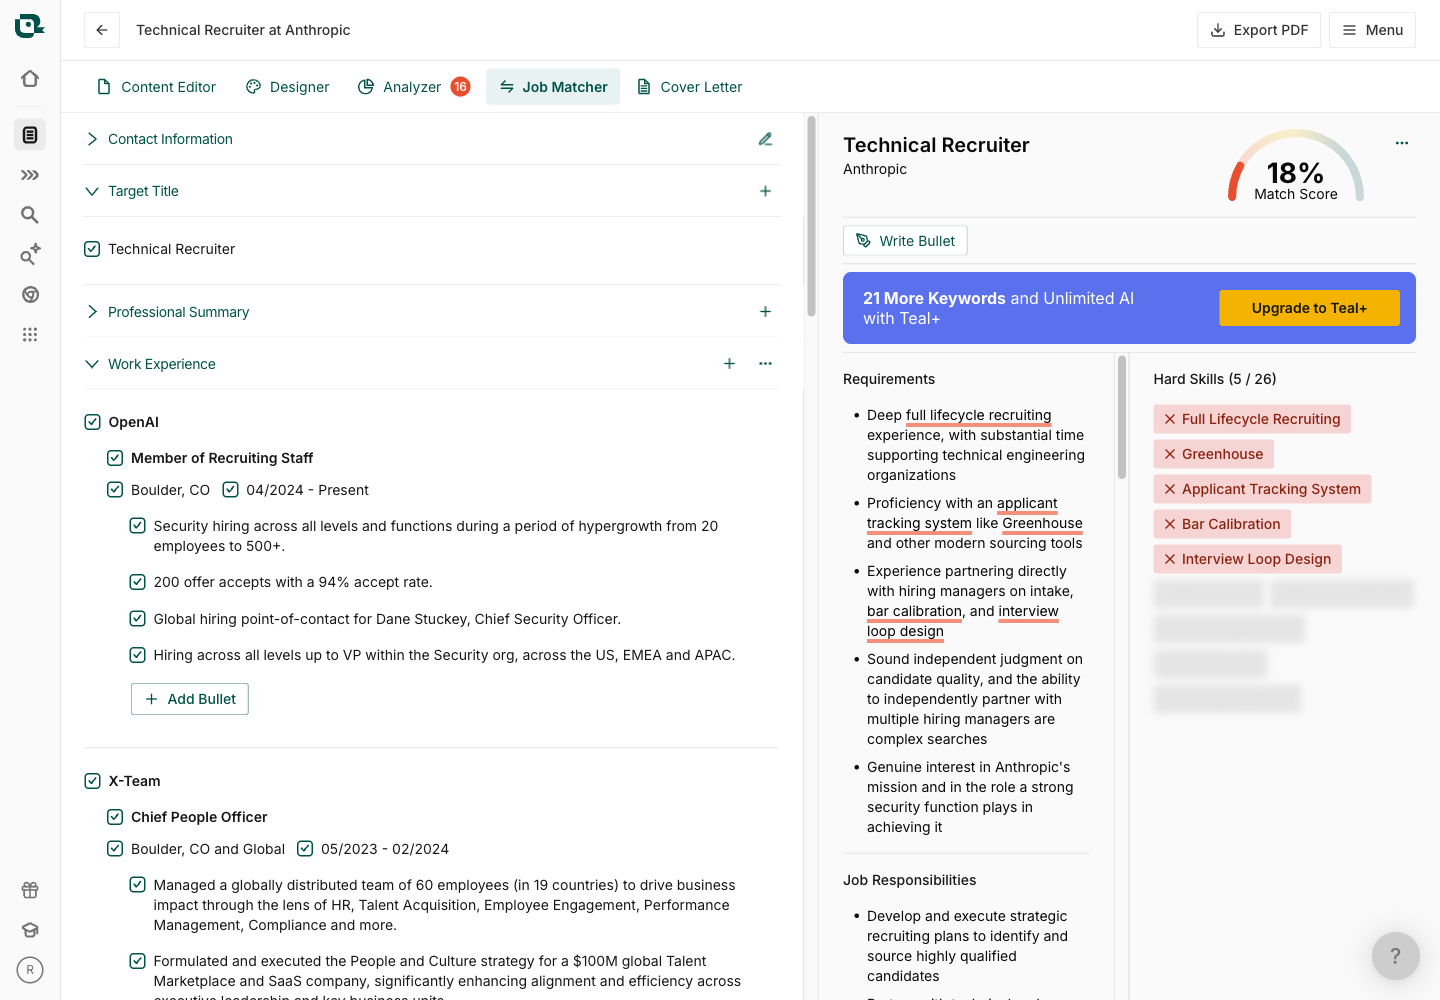 Technical Recruiter at Anthropic
Export PDF
Menu
Content Editor
Designer
Analyzer 16
Job Matcher
Cover Letter
Contact Information
Target Title
Technical Recruiter
Professional Summary
Work Experience
OpenAI
Member of Recruiting Staff
Boulder, CO 04/2024 - Present
Security hiring across all levels and functions during a period of hypergrowth from 20
employees to 500+.
200 offer accepts with a 94% accept rate.
Global hiring point-of-contact for Dane Stuckey, Chief Security Officer.
Hiring across all levels up to VP within the Security org, across the US, EMEA and APAC.
Add Bullet
X-Team
Chief People Officer
Boulder, CO and Global 05/2023 - 02/2024
Managed a globally distributed team of 60 employees (in 19 countries) to drive business
impact through the lens of HR, Talent Acquisition, Employee Engagement, Performance
Management, Compliance and more.
Formulated and executed the People and Culture strategy for a $100M global Talent
Marketplace and SaaS company, significantly enhancing alignment and efficiency across
executive leadership and key business units.
R
Technical Recruiter
Anthropic
18%
Match Score
Write Bullet
21 More Keywords and Unlimited AI
with Teal+
Upgrade to Teal+
Requirements
• Deep full lifecycle recruiting
experience, with substantial time
supporting technical engineering
organizations
• Proficiency with an applicant
tracking system like Greenhouse
and other modern sourcing tools
• Experience partnering directly
with hiring managers on intake,
bar calibration, and interview
loop design
• Sound independent judgment on
candidate quality, and the ability
to independently partner with
multiple hiring managers are
complex searches
• Genuine interest in Anthropic's
mission and in the role a strong
security function plays in
achieving it
Job Responsibilities
• Develop and execute strategic
recruiting plans to identify and
source highly qualified
candidates
Hard Skills (5 / 26)
Full Lifecycle Recruiting
Greenhouse
Applicant Tracking System
Bar Calibration
Interview Loop Design
?